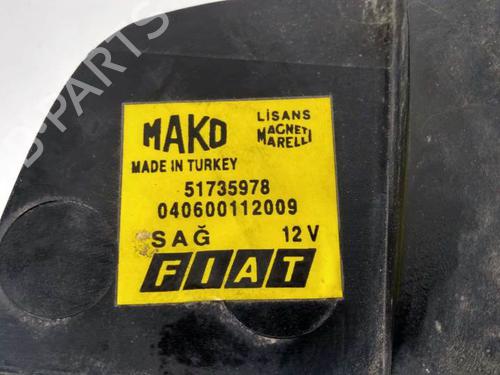 B-PARTS
MAKO
LİSANS
MAGNETI
MARELLI
MADE IN TURKEY
51735978
040600112009
SAĞ 12 V
FIAT